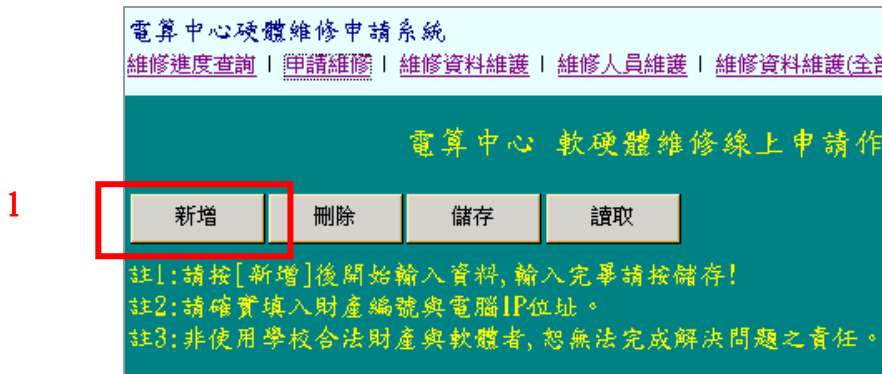 電算中心硬體維修申請系統
維修進度查詢 | 申請維修 | 維修資料維護 | 維修人員維護 | 維修資料維護(全部
電算中心 軟硬體維修線上申請作
1
新增 刪除 儲存 讀取
註1:請按[新增]後開始輸入資料,輸入完畢請按儲存!
註2:請確實填入財產編號與電腦IP位址。
註3:非使用學校合法財產與軟體者,恕無法完成解決問題之責任。